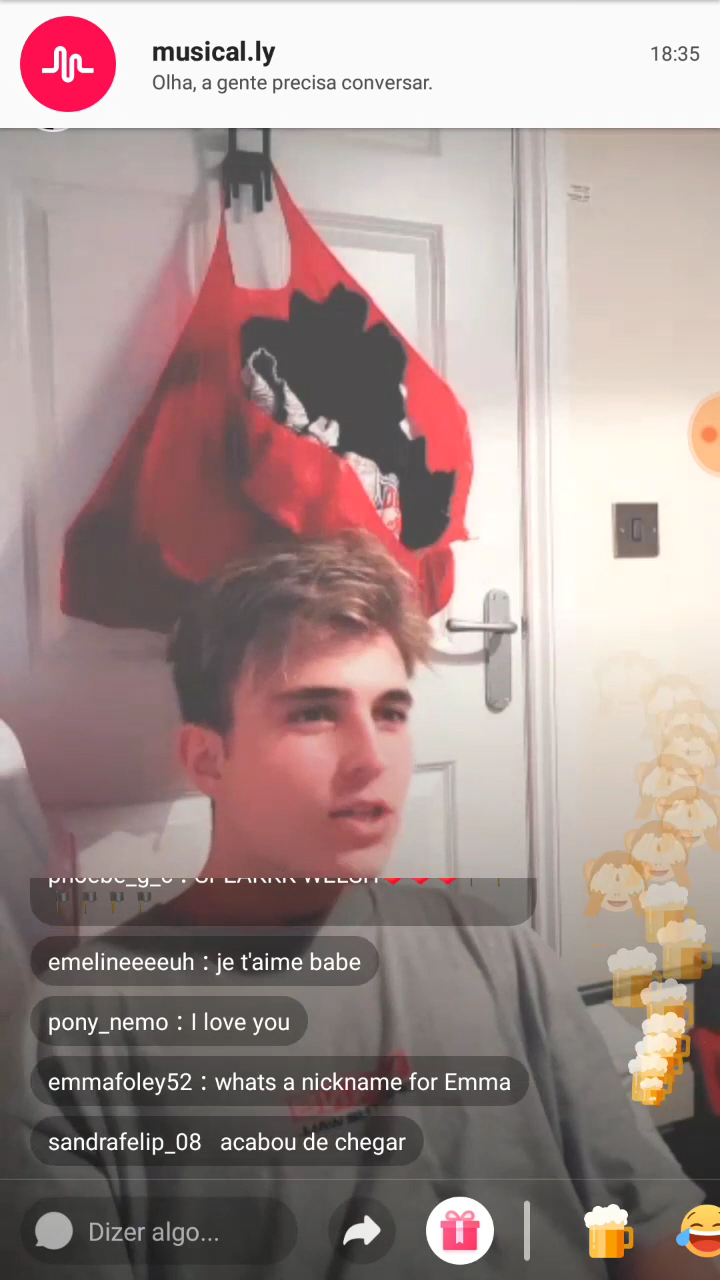 musical.ly
18:35
Olha, a gente precisa conversar.
emelineeeeuh : je t'aime babe
pony_nemo : I love you
emmafoley52 : whats a nickname for Emma
sandrafelip_08 acabou de chegar
Dizer algo...